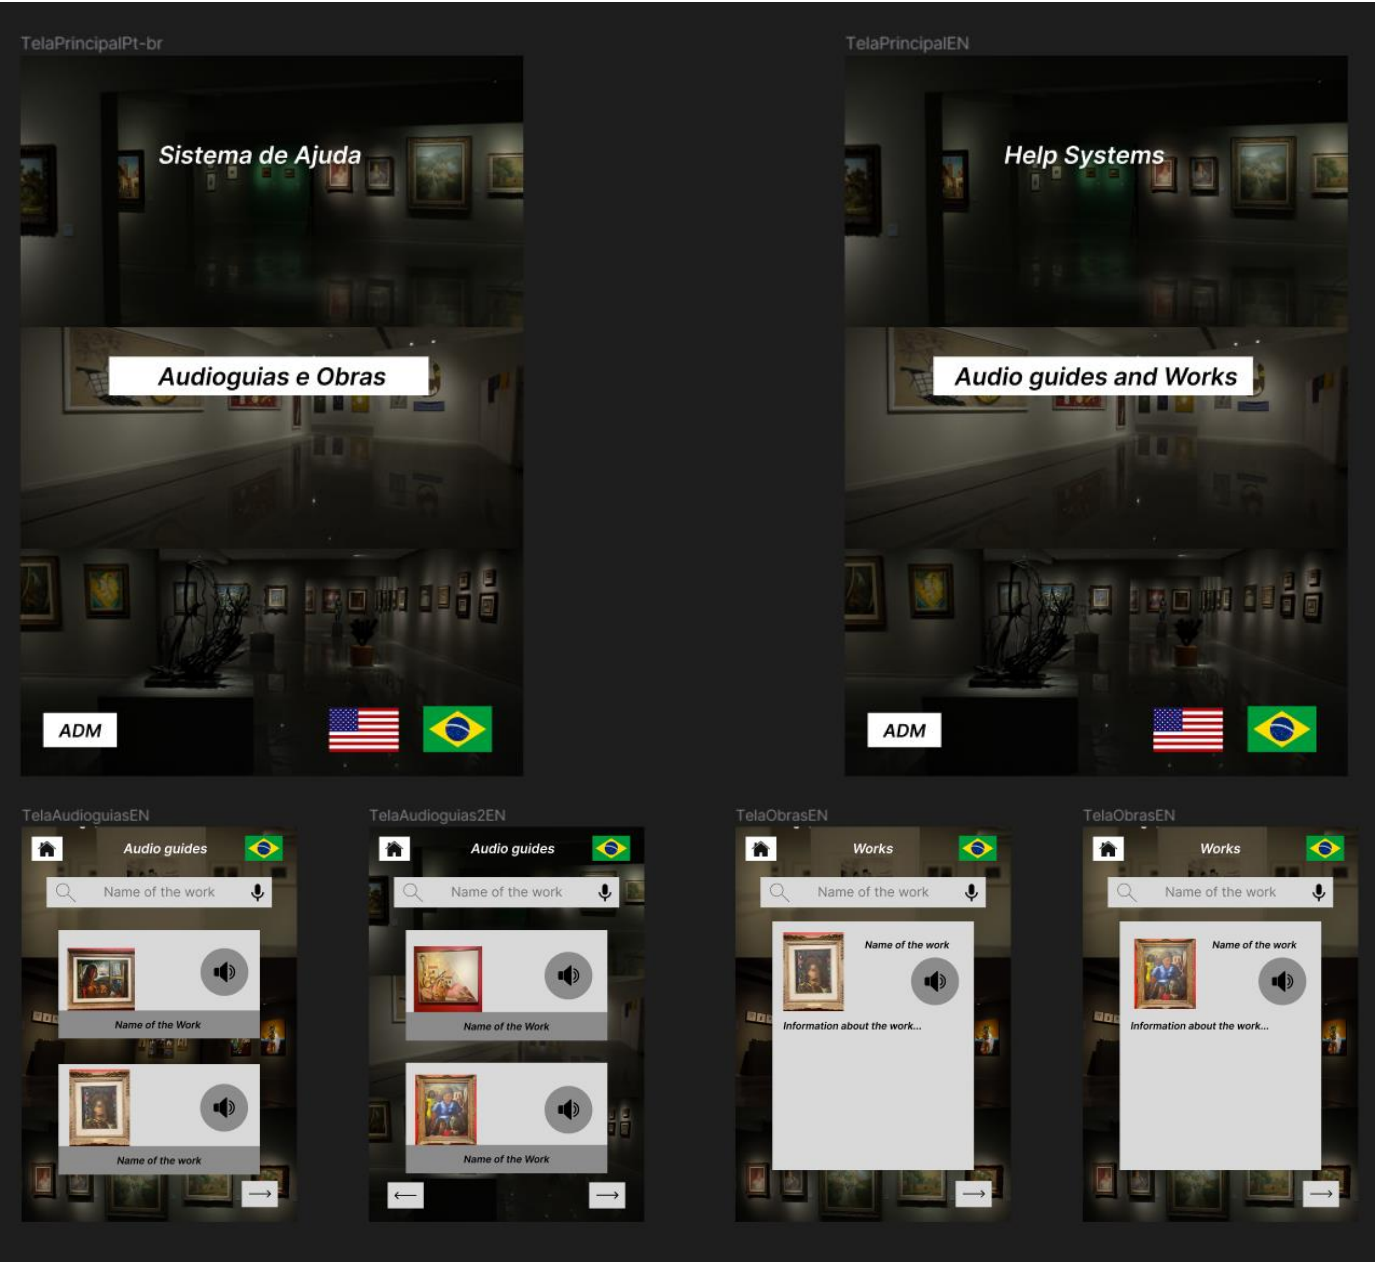 TelaPrincipalPt-br
Sistema de Ajuda
Audioguias e Obras
ADM
TelaPrincipalEN
Help Systems
Audio guides and Works
ADM
TelaAudioguiasEN
Audio guides
Name of the work
Name of the Work
Name of the work
TelaAudioguias2EN
Audio guides
Name of the work
Name of the Work
Name of the Work
TelaObrasEN
Works
Name of the work
Name of the work
Information about the work...
TelaObrasEN
Works
Name of the work
Name of the work
Information about the work...